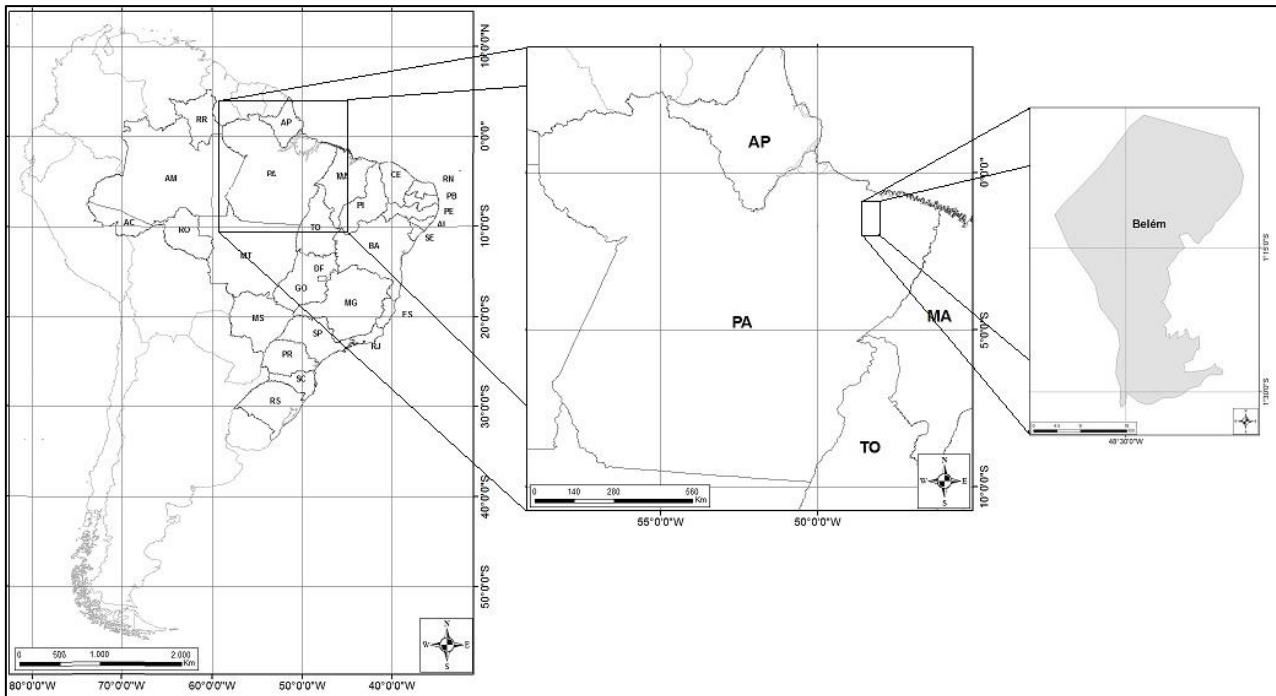 10°0'0"N
0°0'0"
10°0'0"S
20°0'0"S
30°0'0"S
40°0'0"S
50°0'0"S
80°0'0"W 70°0'0"W 60°0'0"W 50°0'0"W 40°0'0"W
RR
AP
AM
PA
MA
CE
RN
PB
PE
AL
SE
PI
AC
RO
TO
BA
MT
DF
GO
MG
ES
MS
SP
RJ
PR
SC
RS
N
W E
S
0 500 1.000 2.000
Km
AP
PA
MA
TO
0°0'0"
5°0'0"S
10°0'0"S
55°0'0"W 50°0'0"W
N
W E
S
0 140 280 560
Km
Belém
1°15'0"S
1°30'0"S
48°30'0"W